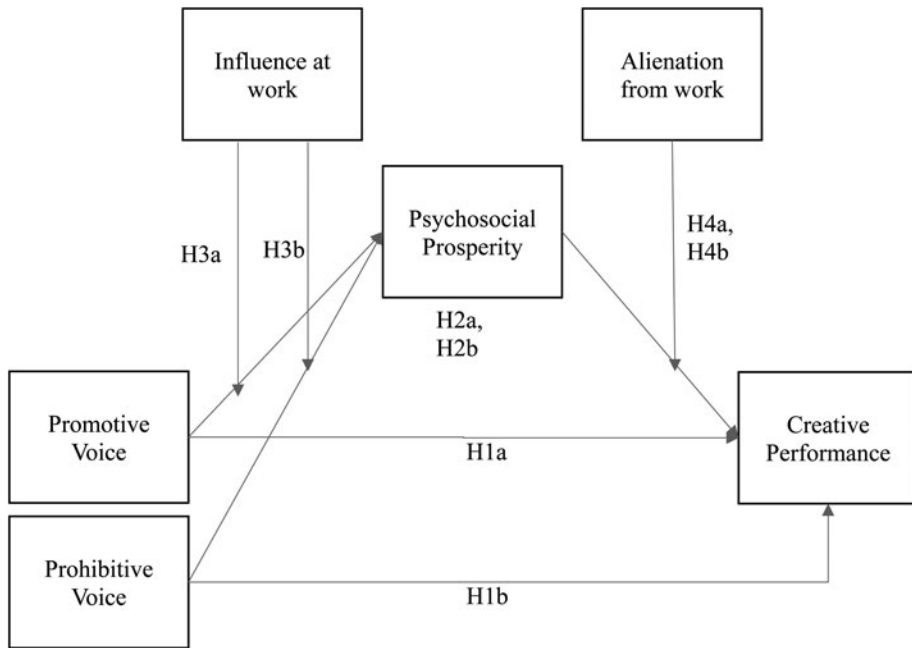 Influence at
work
Alienation
from work
Psychosocial
Prosperity
H3a
H3b
H4a,
H4b
H2a,
H2b
Promotive
Voice
H1a
Creative
Performance
Prohibitive
Voice
H1b